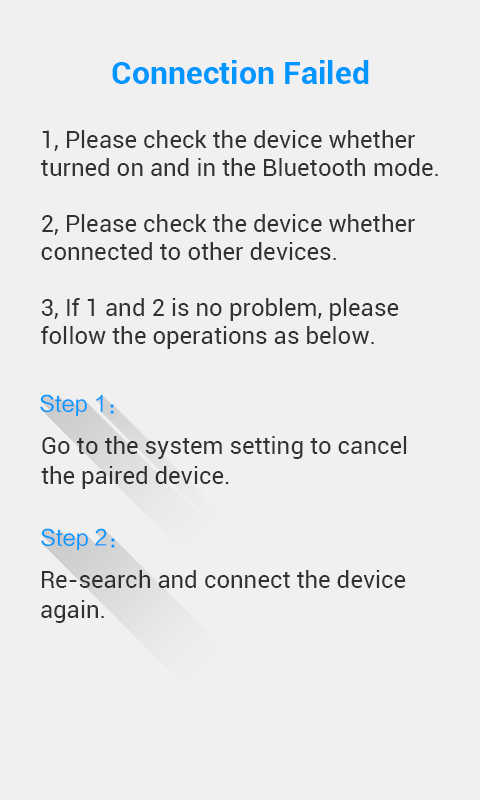 Connection Failed
1, Please check the device whether
turned on and in the Bluetooth mode.
2, Please check the device whether
connected to other devices.
3, If 1 and 2 is no problem, please
follow the operations as below.
Step 1：
Go to the system setting to cancel
the paired device.
Step 2：
Re-search and connect the device
again.